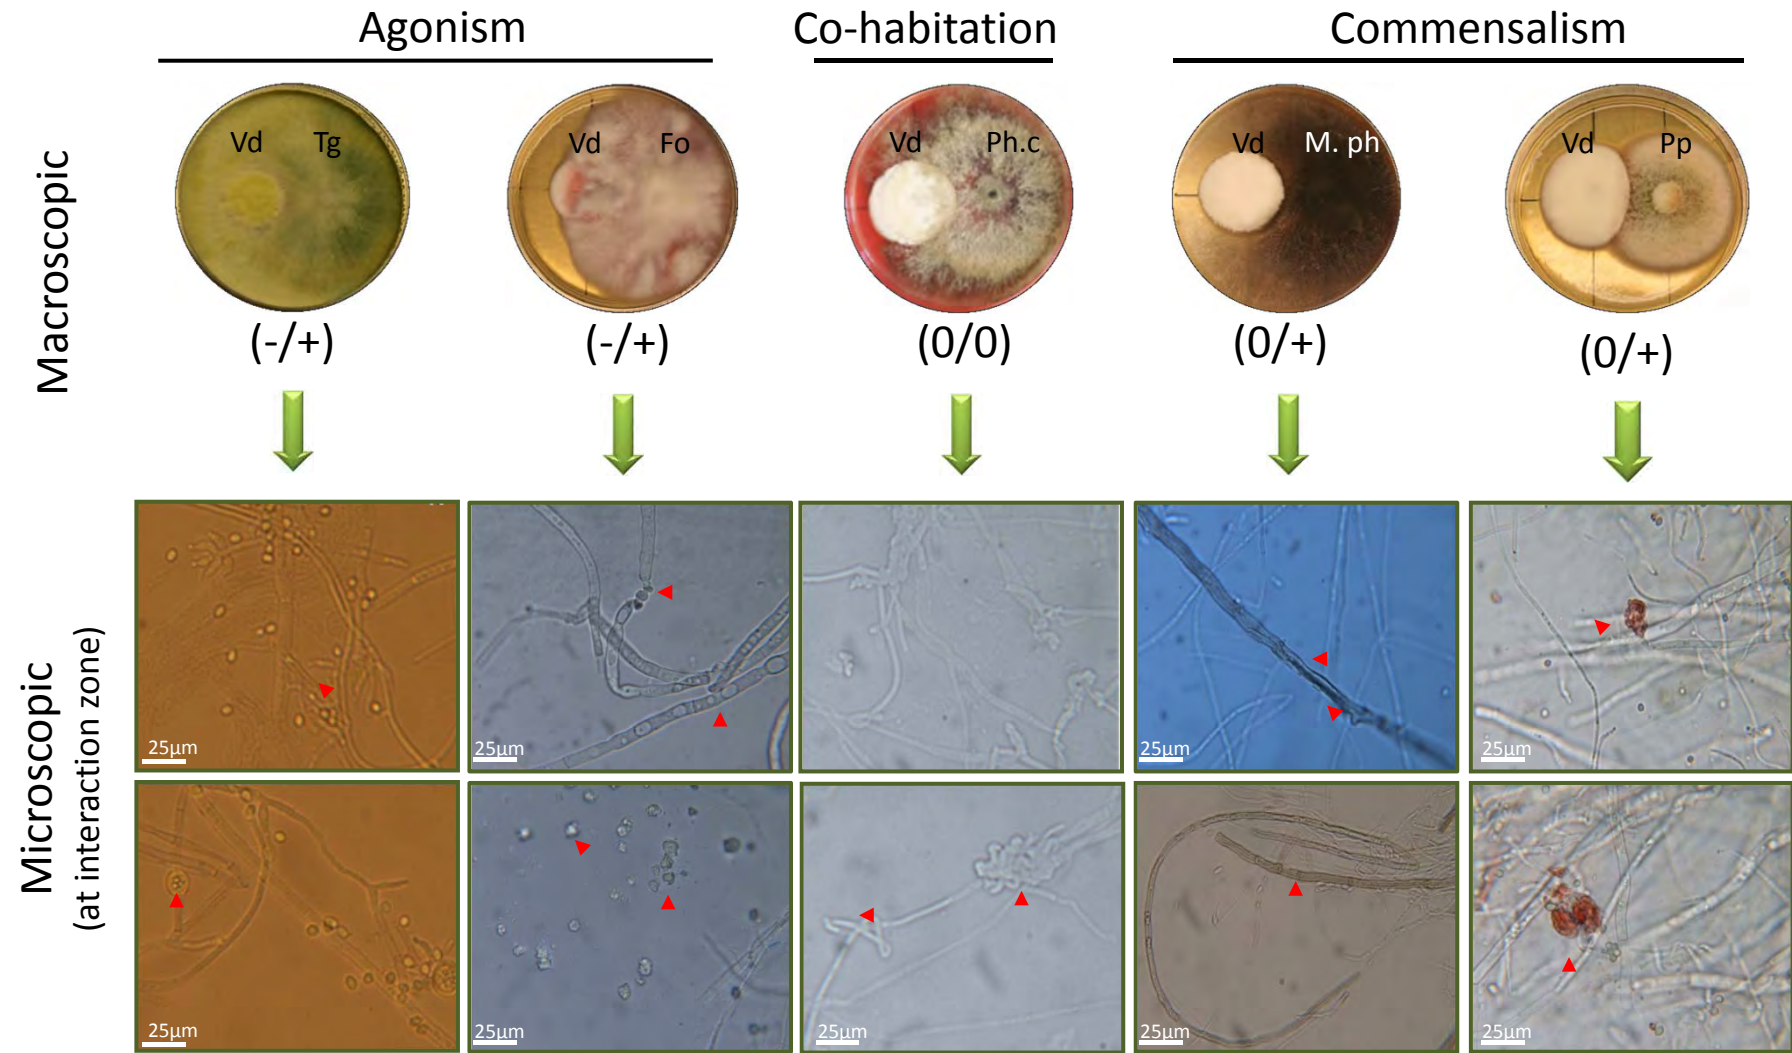 Agonism
Co-habitation
Commensalism
Macroscopic
Vd Tg
Vd Fo
Vd Ph.c
Vd M. ph
Vd Pp
(-/+)
(-/+)
(0/0)
(0/+)
(0/+)
Microscopic
(at interaction zone)
25µm
25µm
25µm
25µm
25µm
25µm
25µm
25µm
25µm